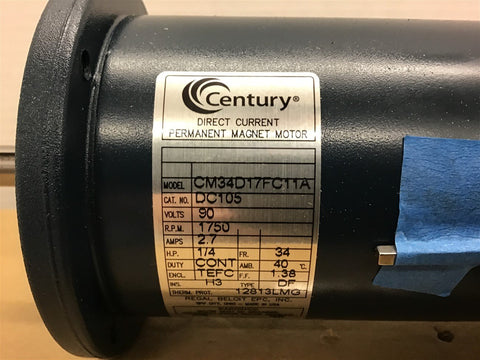 Century®
DIRECT CURRENT
PERMANENT MAGNET MOTOR
MODEL CM34D17FC11A
CAT. NO. DC105
VOLTS 90
R.P.M. 1750
AMPS 2.7
H.P. 1/4 FR. 34
DUTY CONT AMB. 40 °C.
ENCL. TEFC F.F. 1.38
INS. H3 TYPE DF
THERM. PROT. 12813LMG
REGAL BELOIT EPC, INC.